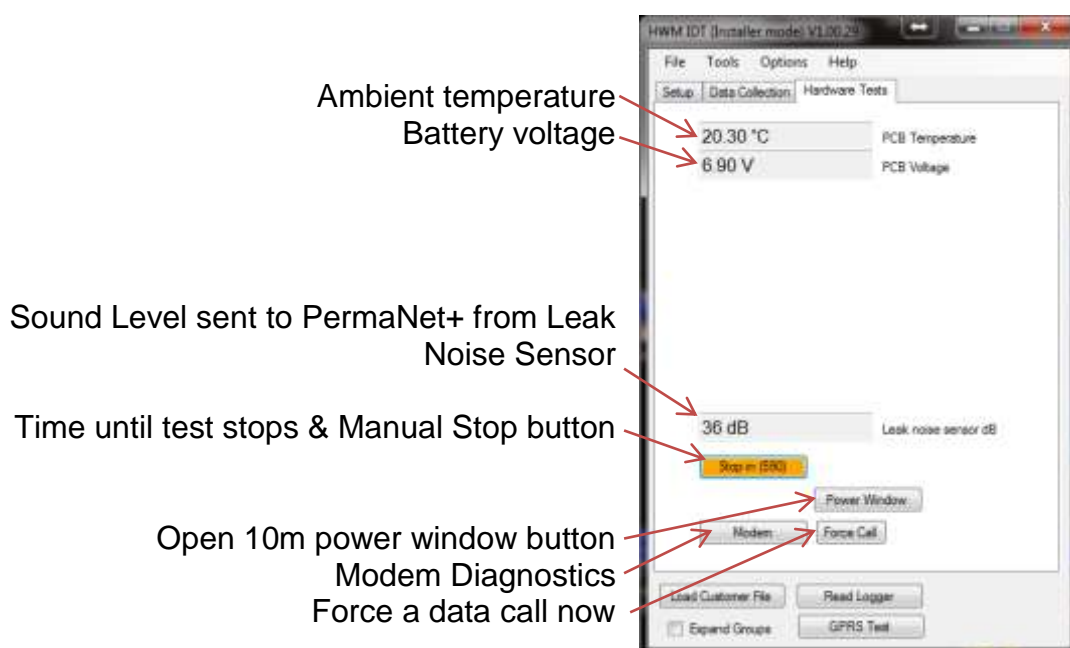 HWM IDT (Installer mode) V1.00.29
File Tools Options Help
Setup Data Collection Hardware Tests
Ambient temperature
Battery voltage
20.30 °C PCB Temperature
6.90 V PCB Voltage
Sound Level sent to PermaNet+ from Leak
Noise Sensor
Time until test stops & Manual Stop button
36 dB Leak noise sensor dB
Stop in (590)
Power Window
Open 10m power window button
Modem Force Call
Modem Diagnostics
Force a data call now
Load Customer File Read Logger
Expand Groups GPRS Test